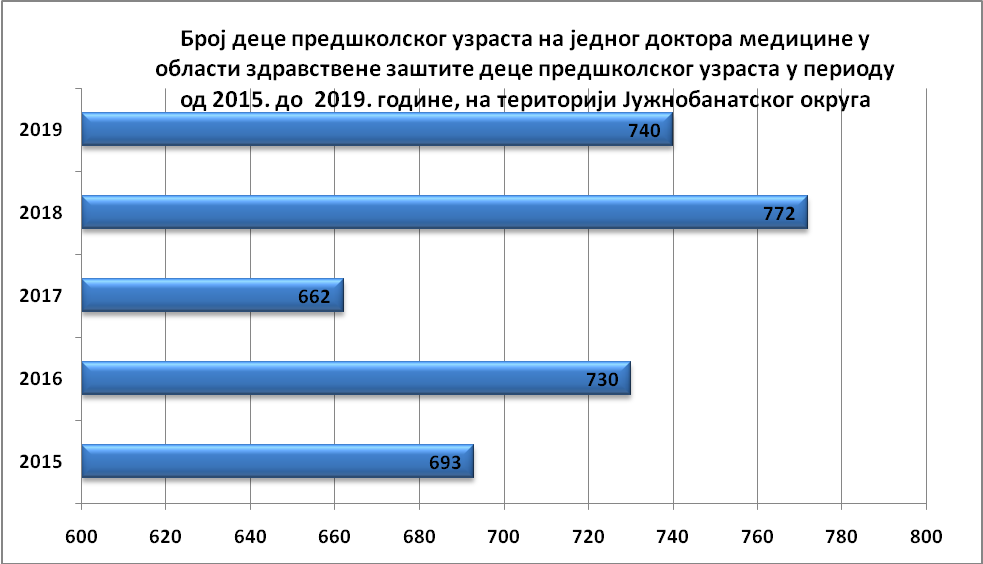 Број деце предшколског узраста на једног доктора медицине у
области здравствене заштите деце предшколског узраста у периоду
од 2015. до 2019. године, на територији Јужнобанатског округа
2019
740
2018
772
2017
662
2016
730
2015
693
600 620 640 660 680 700 720 740 760 780 800